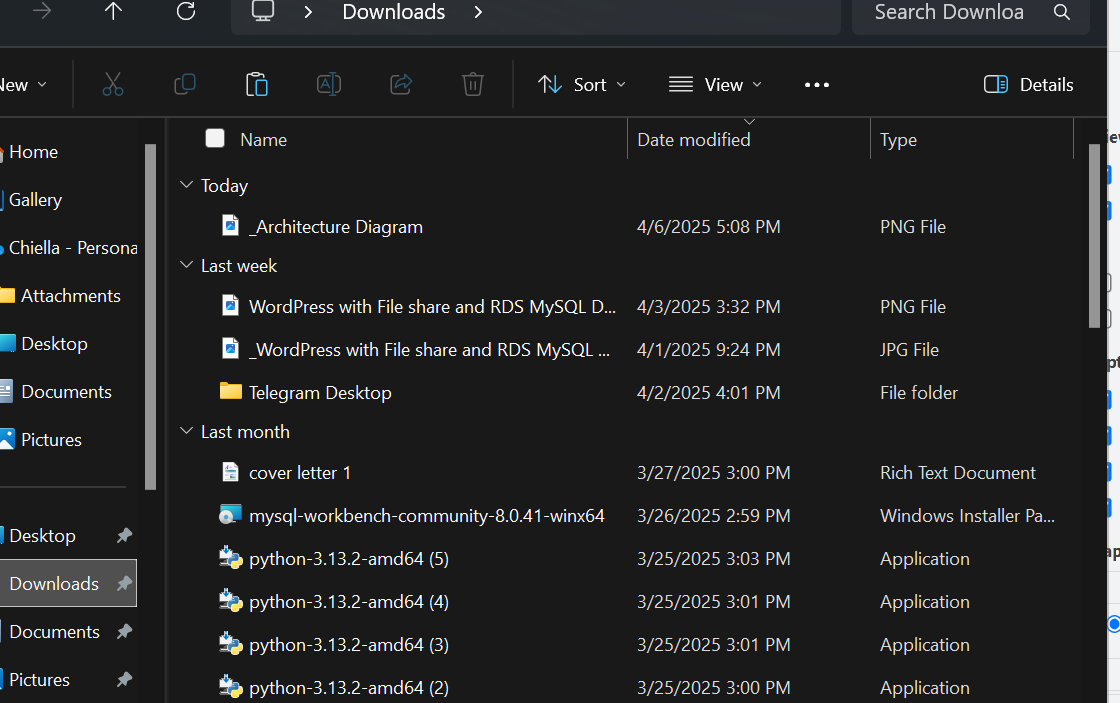 Downloads
Search Downloa
New
Sort
View
Details
Name
Date modified
Type
Home
Gallery
Chiella - Persona
Attachments
Desktop
Documents
Pictures
Desktop
Downloads
Documents
Pictures
Today
_Architecture Diagram 4/6/2025 5:08 PM PNG File
Last week
WordPress with File share and RDS MySQL D... 4/3/2025 3:32 PM PNG File
_WordPress with File share and RDS MySQL ... 4/1/2025 9:24 PM JPG File
Telegram Desktop 4/2/2025 4:01 PM File folder
Last month
cover letter 1 3/27/2025 3:00 PM Rich Text Document
mysql-workbench-community-8.0.41-winx64 3/26/2025 2:59 PM Windows Installer Pa...
python-3.13.2-amd64 (5) 3/25/2025 3:03 PM Application
python-3.13.2-amd64 (4) 3/25/2025 3:01 PM Application
python-3.13.2-amd64 (3) 3/25/2025 3:01 PM Application
python-3.13.2-amd64 (2) 3/25/2025 3:00 PM Application